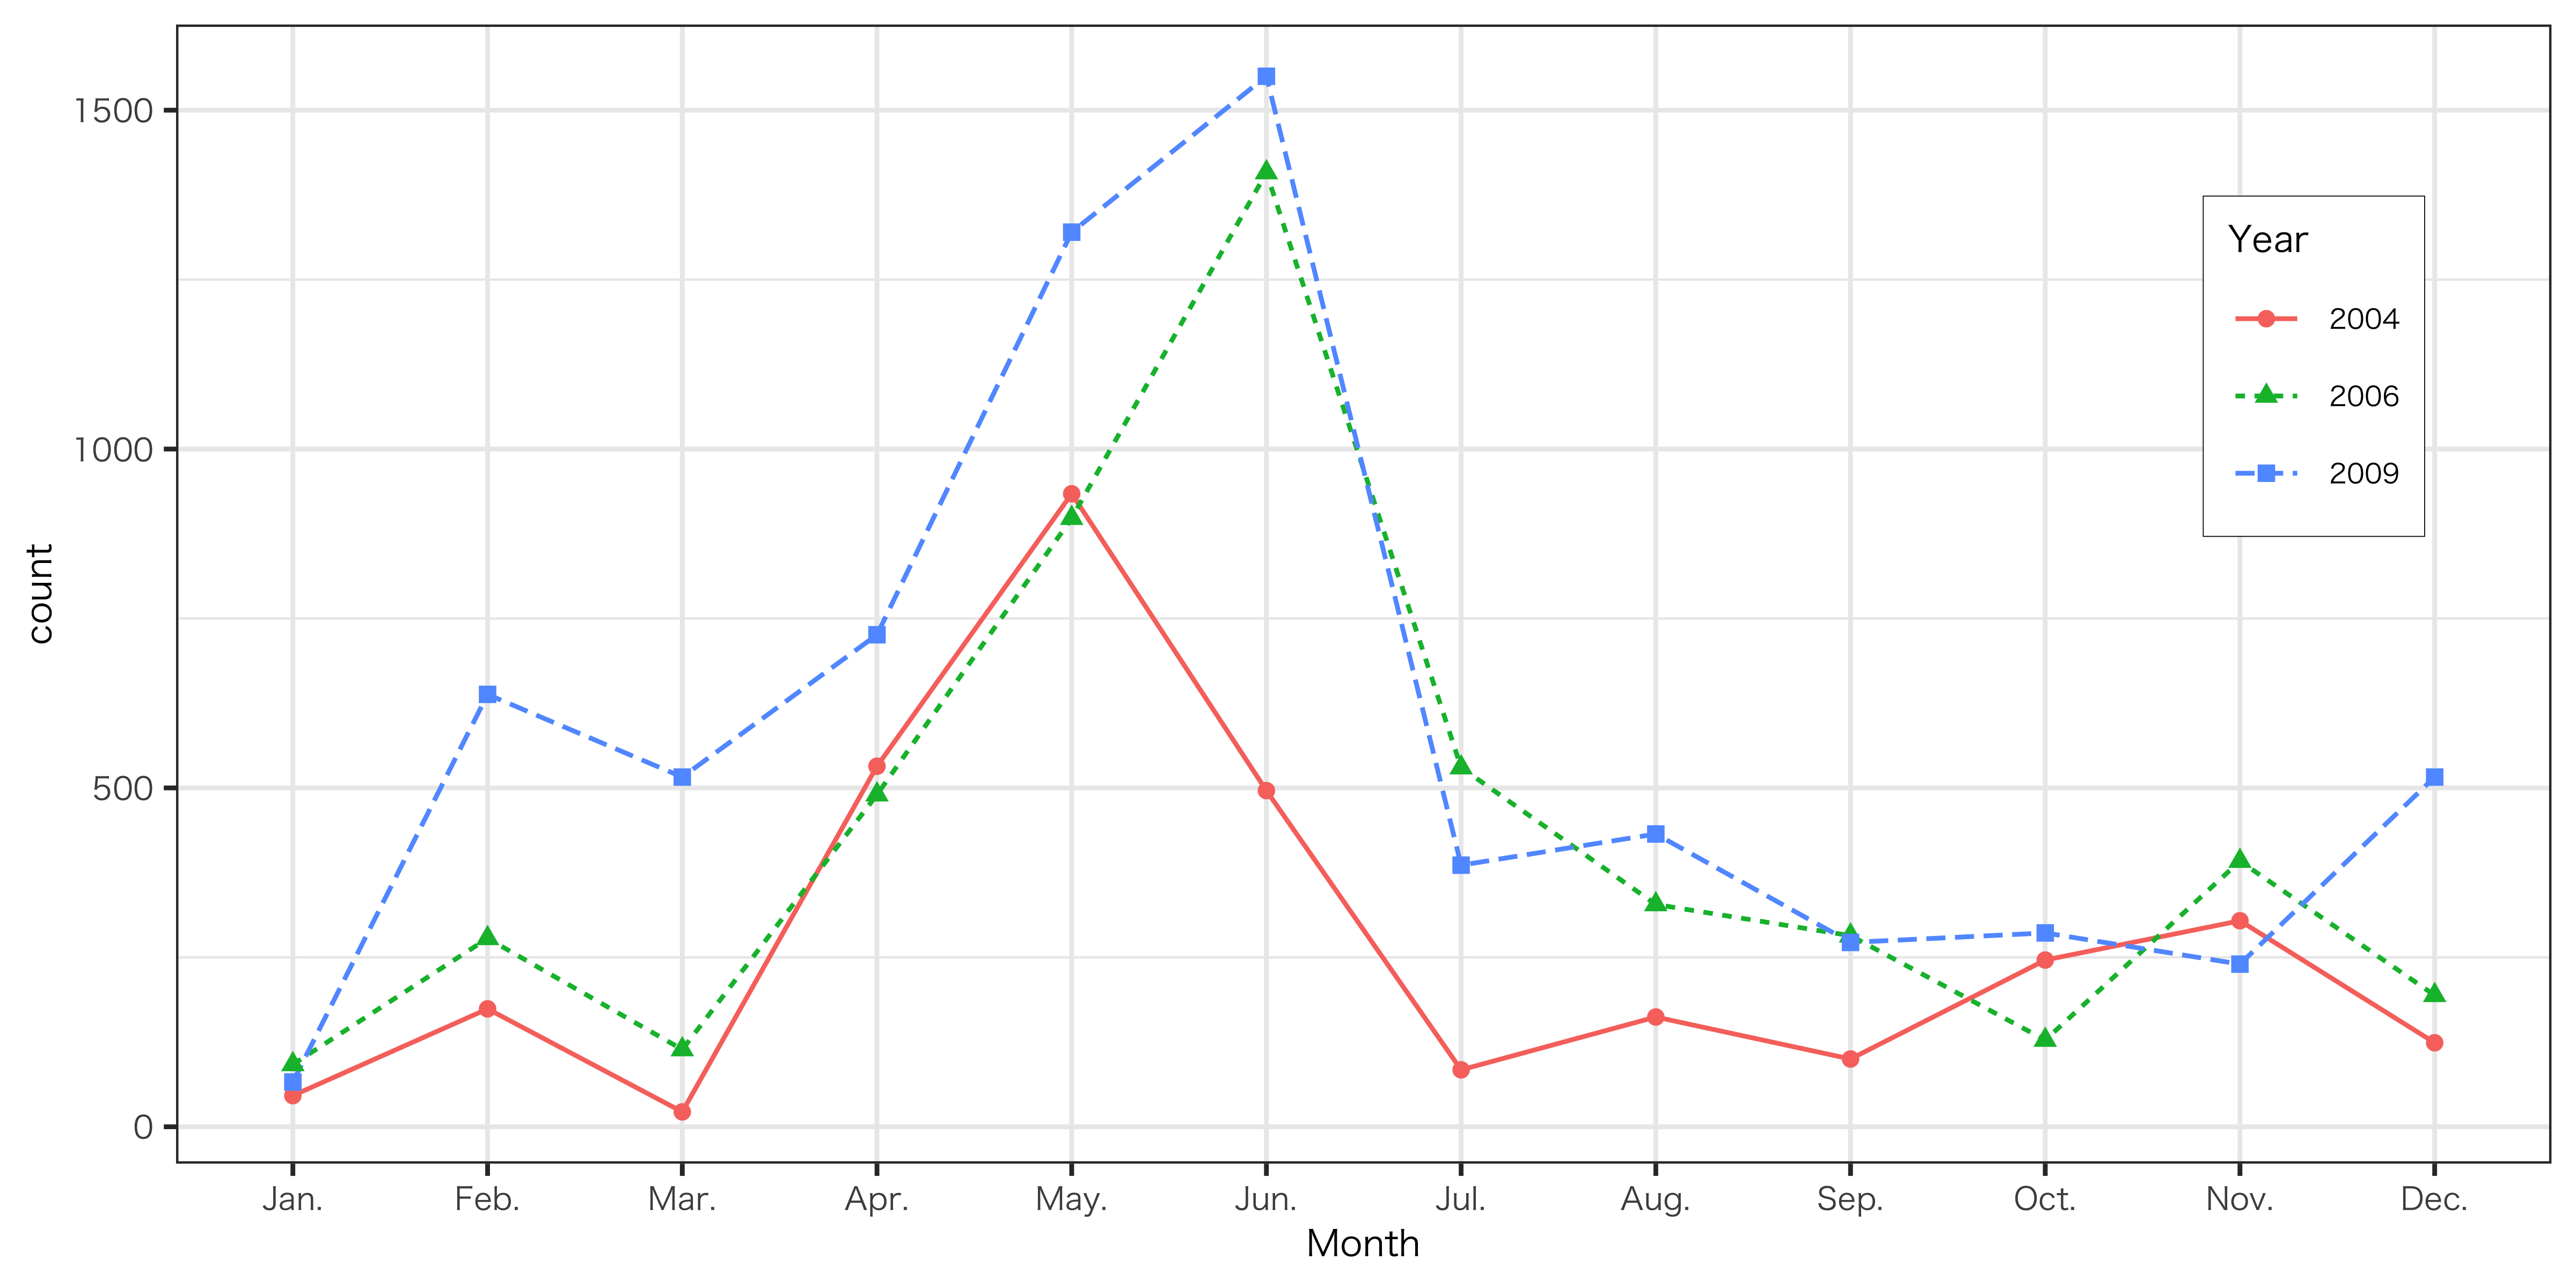 1500
1000
500
0
count
Jan. Feb. Mar. Apr. May. Jun. Jul. Aug. Sep. Oct. Nov. Dec.
Month
Year
2004
2006
2009